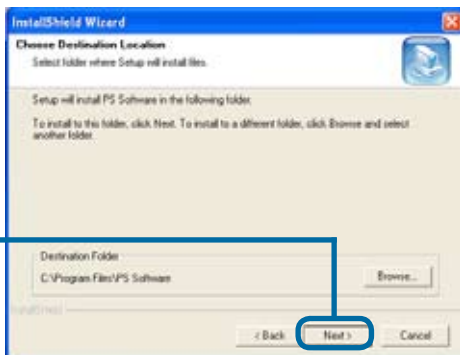 InstallShield Wizard
Choose Destination Location
Select folder where Setup will install files.
Setup will install PS Software in the following folder.
To install to this folder, click Next. To install to a different folder, click Browse and select
another folder.
Destination Folder
C:\Program Files\PS Software
Browse...
InstallShield
< Back
Next >
Cancel